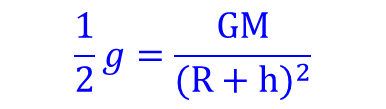 1/2 g = GM/(R + h)²